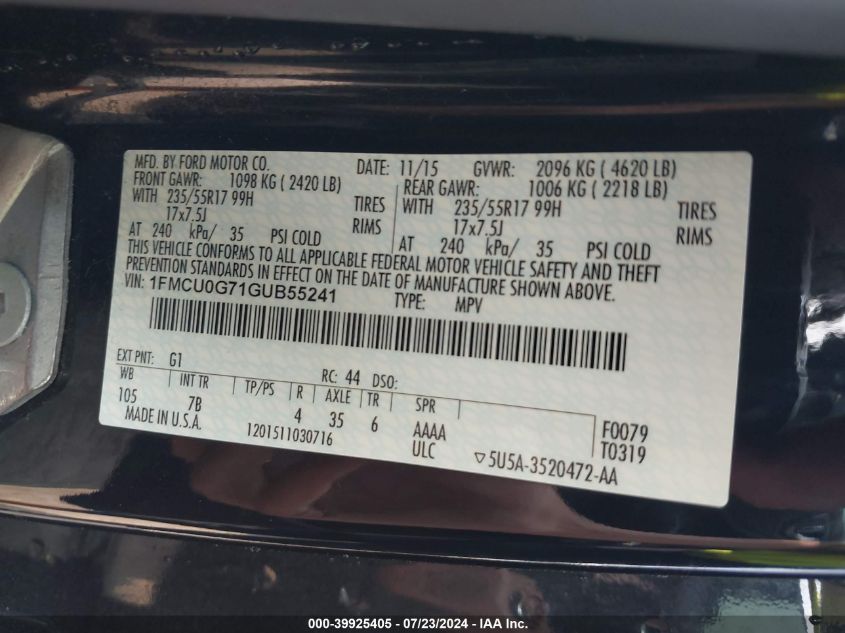 MFD. BY FORD MOTOR CO. DATE: 11/15 GVWR: 2096 KG ( 4620 LB)
FRONT GAWR: 1098 KG ( 2420 LB) REAR GAWR: 1006 KG ( 2218 LB)
WITH 235/55R17 99H TIRES WITH 235/55R17 99H TIRES
17x7.5J RIMS 17x7.5J RIMS
AT 240 kPa/ 35 PSI COLD AT 240 kPa/ 35 PSI COLD
THIS VEHICLE CONFORMS TO ALL APPLICABLE FEDERAL MOTOR VEHICLE SAFETY AND THEFT
PREVENTION STANDARDS IN EFFECT ON THE DATE OF MANUFACTURE SHOWN ABOVE.
VIN: 1FMCU0G71GUB55241 TYPE: MPV
EXT PNT: G1 RC: 44 DSO:
WB INT TR TP/PS R AXLE TR SPR
105 7B 4 35 6 AAAA F0079
MADE IN U.S.A. 1201511030716 ULC T0319
▽5U5A-3520472-AA
000-39925405 - 07/23/2024 - IAA Inc.